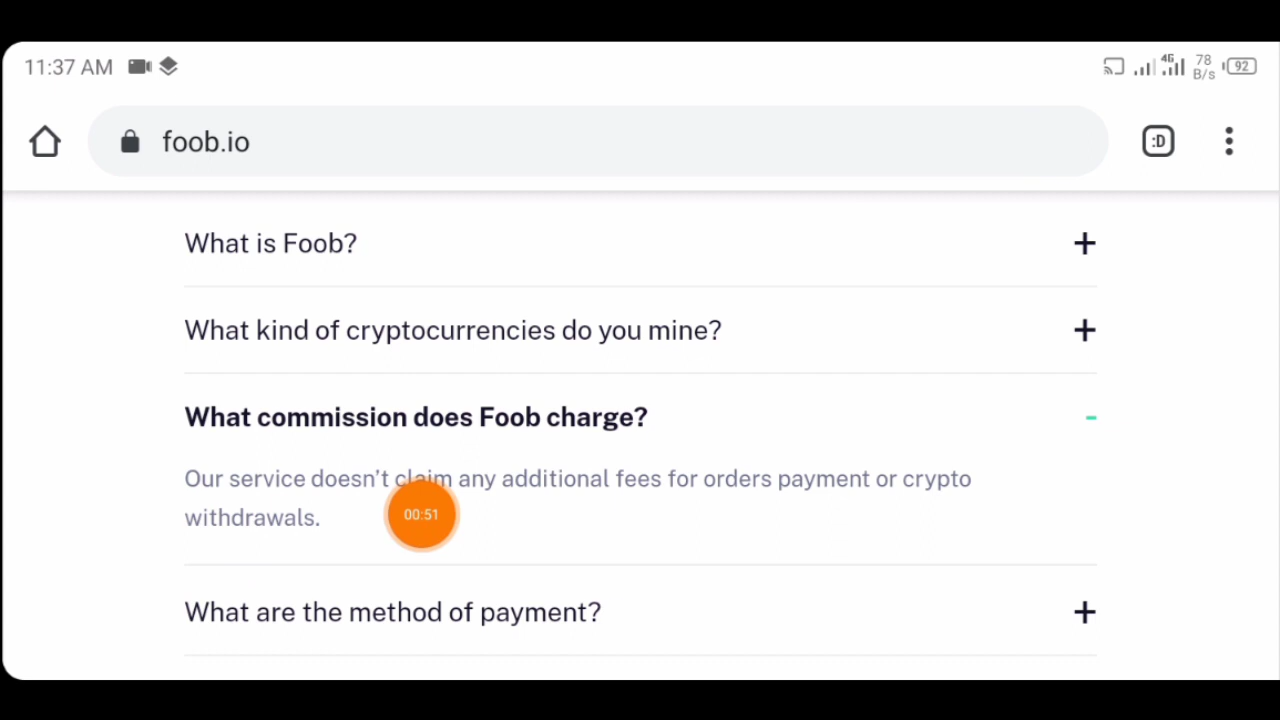 11:37 AM 4G 78 B/s 92
foob.io :D
What is Foob? +
What kind of cryptocurrencies do you mine? +
What commission does Foob charge? -
Our service doesn't claim any additional fees for orders payment or crypto
withdrawals.
00:51
What are the method of payment? +